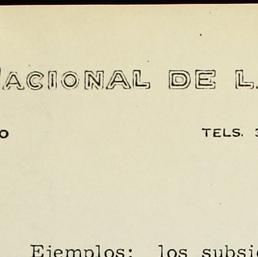 NACIONAL DE L
O
TELS. 3
Ejemplos: los subsi